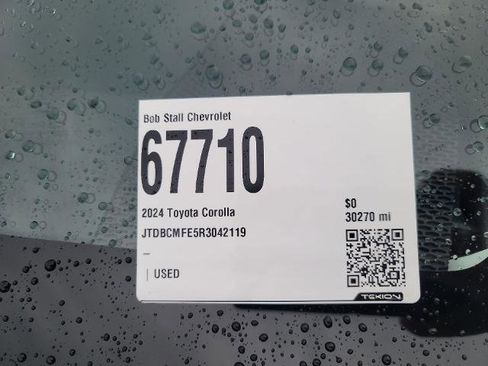 Bob Stall Chevrolet
67710
2024 Toyota Corolla
$0
30270 mi
JTDBCMFE5R3042119
–
| USED
TEKION